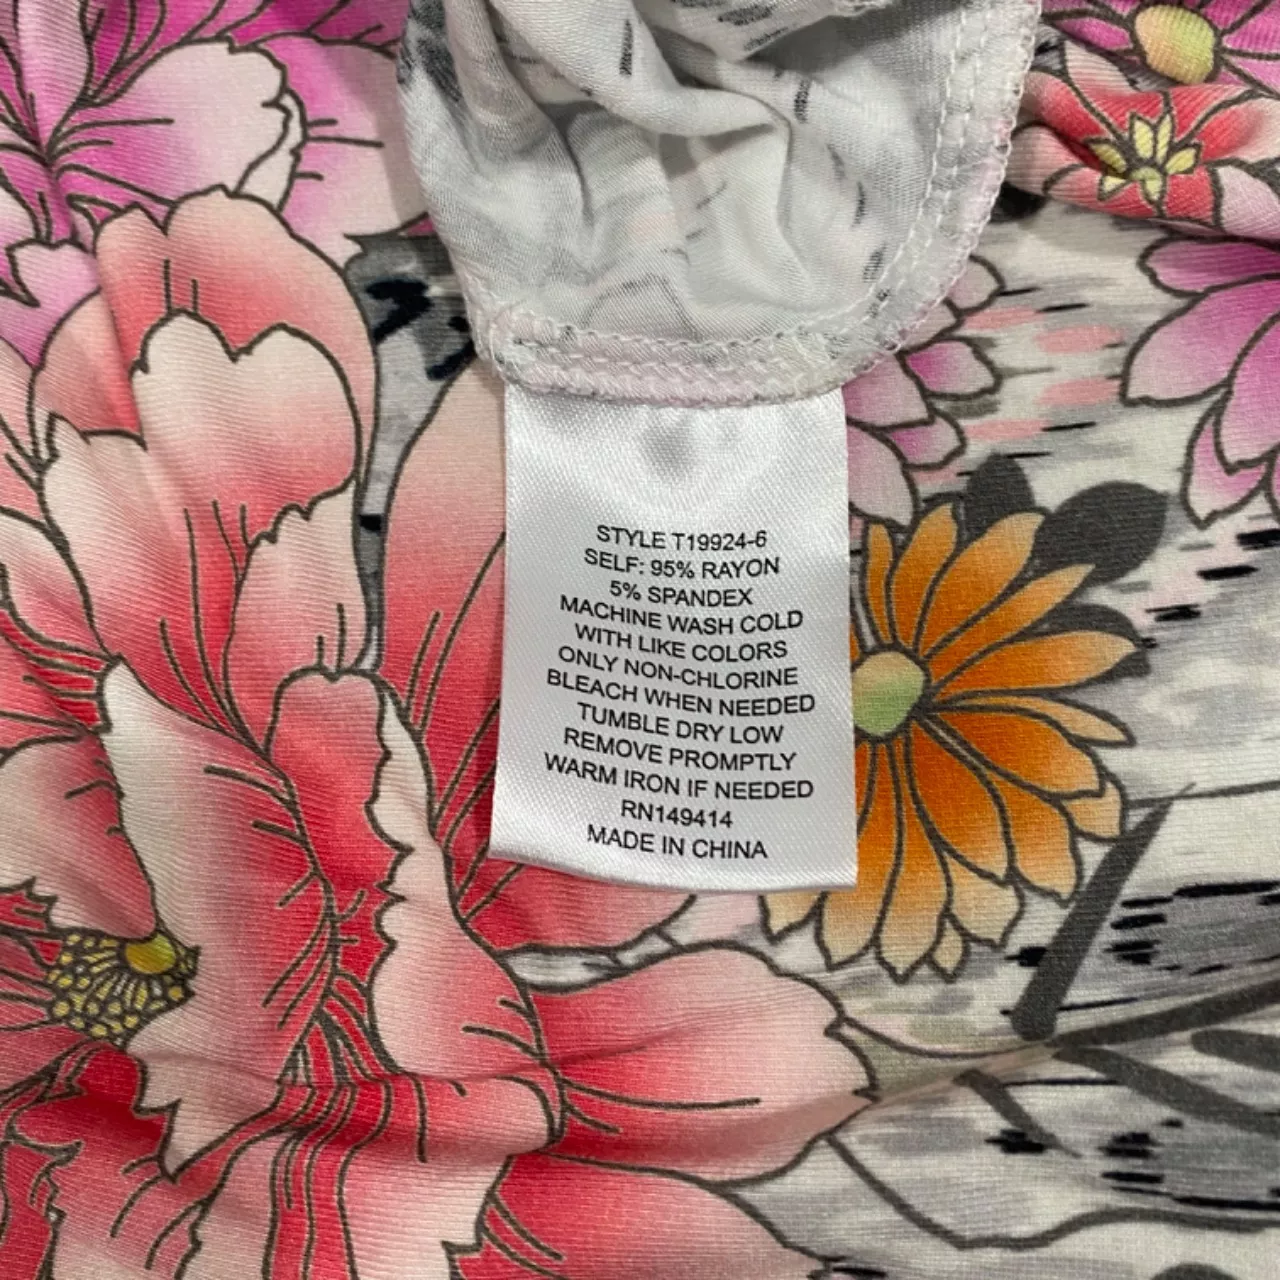 STYLE T19924-6
SELF: 95% RAYON
5% SPANDEX
MACHINE WASH COLD
WITH LIKE COLORS
ONLY NON-CHLORINE
BLEACH WHEN NEEDED
TUMBLE DRY LOW
REMOVE PROMPTLY
WARM IRON IF NEEDED
RN149414
MADE IN CHINA